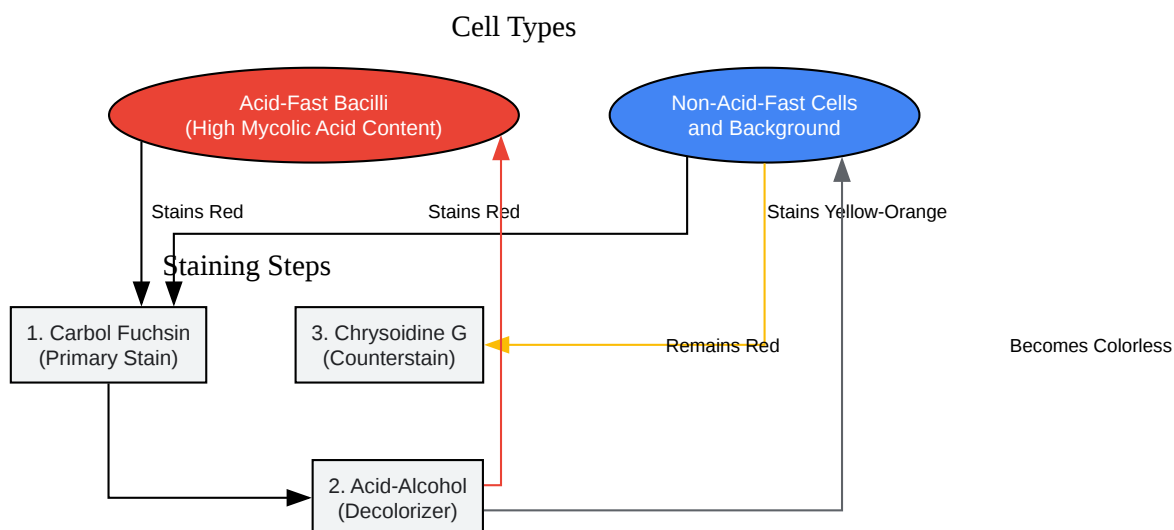 Cell Types
Acid-Fast Bacilli
(High Mycolic Acid Content)
Non-Acid-Fast Cells
and Background
Stains Red
Stains Red
Stains Yellow-Orange
Staining Steps
1. Carbol Fuchsin
(Primary Stain)
3. Chrysoidine G
(Counterstain)
Remains Red
Becomes Colorless
2. Acid-Alcohol
(Decolorizer)